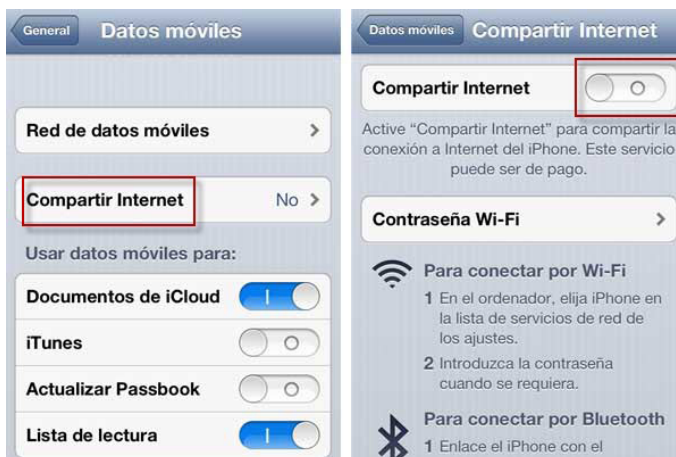 General
Datos móviles
Red de datos móviles
Compartir Internet No
Usar datos móviles para:
Documentos de iCloud
iTunes
Actualizar Passbook
Lista de lectura
Datos móviles
Compartir Internet
Compartir Internet
Active “Compartir Internet” para compartir la
conexión a Internet del iPhone. Este servicio
puede ser de pago.
Contraseña Wi-Fi
Para conectar por Wi-Fi
1 En el ordenador, elija iPhone en
la lista de servicios de red de
los ajustes.
2 Introduzca la contraseña
cuando se requiera.
Para conectar por Bluetooth
1 Enlace el iPhone con el